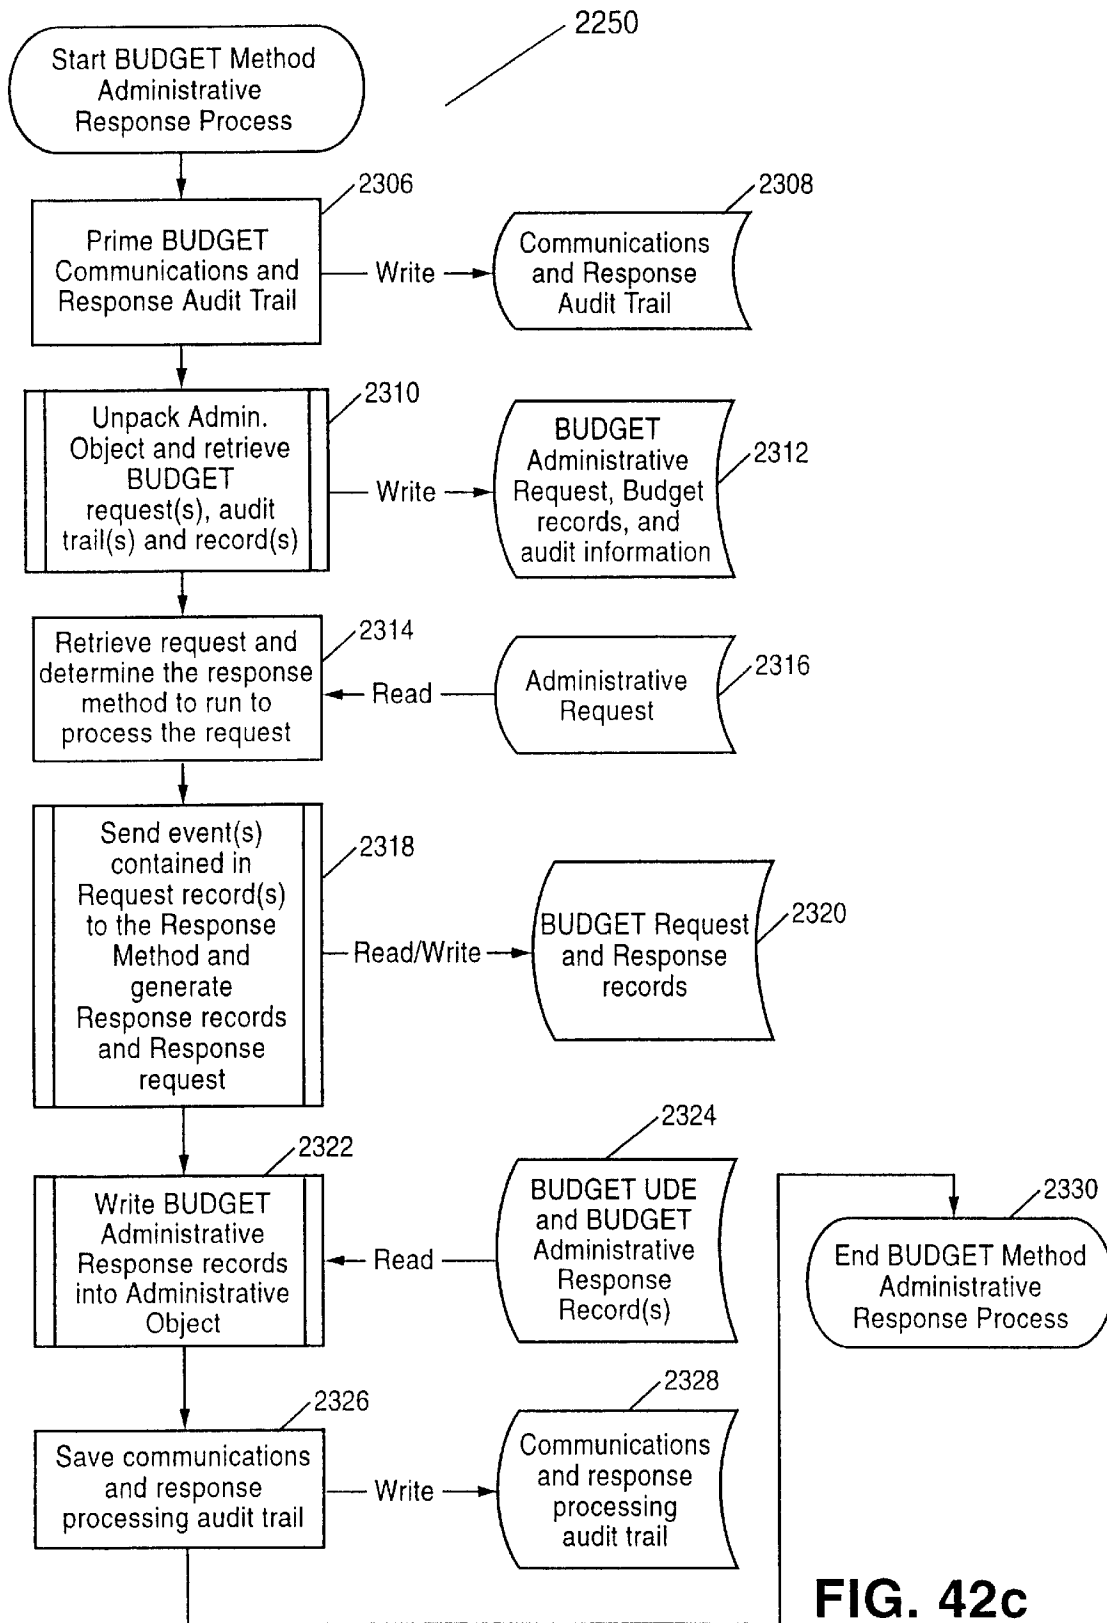 2250
Start BUDGET Method
Administrative
Response Process
2306
Prime BUDGET
Communications and
Response Audit Trail
Write
2308
Communications
and Response
Audit Trail
2310
Unpack Admin.
Object and retrieve
BUDGET
request(s), audit
trail(s) and record(s)
Write
2312
BUDGET
Administrative
Request, Budget
records, and
audit information
2314
Retrieve request and
determine the response
method to run to
process the request
Read
2316
Administrative
Request
2318
Send event(s)
contained in
Request record(s)
to the Response
Method and
generate
Response records
and Response
request
Read/Write
2320
BUDGET Request
and Response
records
2322
Write BUDGET
Administrative
Response records
into Administrative
Object
Read
2324
BUDGET UDE
and BUDGET
Administrative
Response
Record(s)
2326
Save communications
and response
processing audit trail
Write
2328
Communications
and response
processing
audit trail
2330
End BUDGET Method
Administrative
Response Process
FIG. 42c